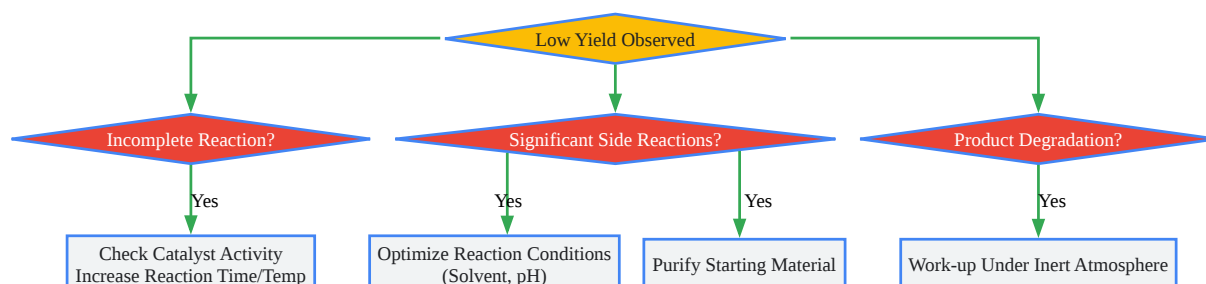 Low Yield Observed
Incomplete Reaction?
Significant Side Reactions?
Product Degradation?
Yes
Yes
Yes
Yes
Check Catalyst Activity
Increase Reaction Time/Temp
Optimize Reaction Conditions
(Solvent, pH)
Purify Starting Material
Work-up Under Inert Atmosphere